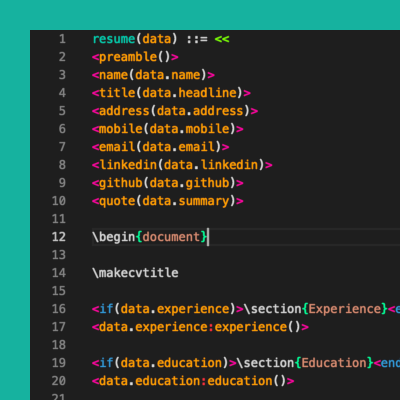 1 resume(data) ::= <<
2 <preamble()>
3 <name(data.name)>
4 <title(data.headline)>
5 <address(data.address)>
6 <mobile(data.mobile)>
7 <email(data.email)>
8 <linkedin(data.linkedin)>
9 <github(data.github)>
10 <quote(data.summary)>
11
12 \begin{document}
13
14 \makecvtitle
15
16 <if(data.experience)>\section{Experience}<e
17 <data.experience:experience()>
18
19 <if(data.education)>\section{Education}<end
20 <data.education:education()>
21